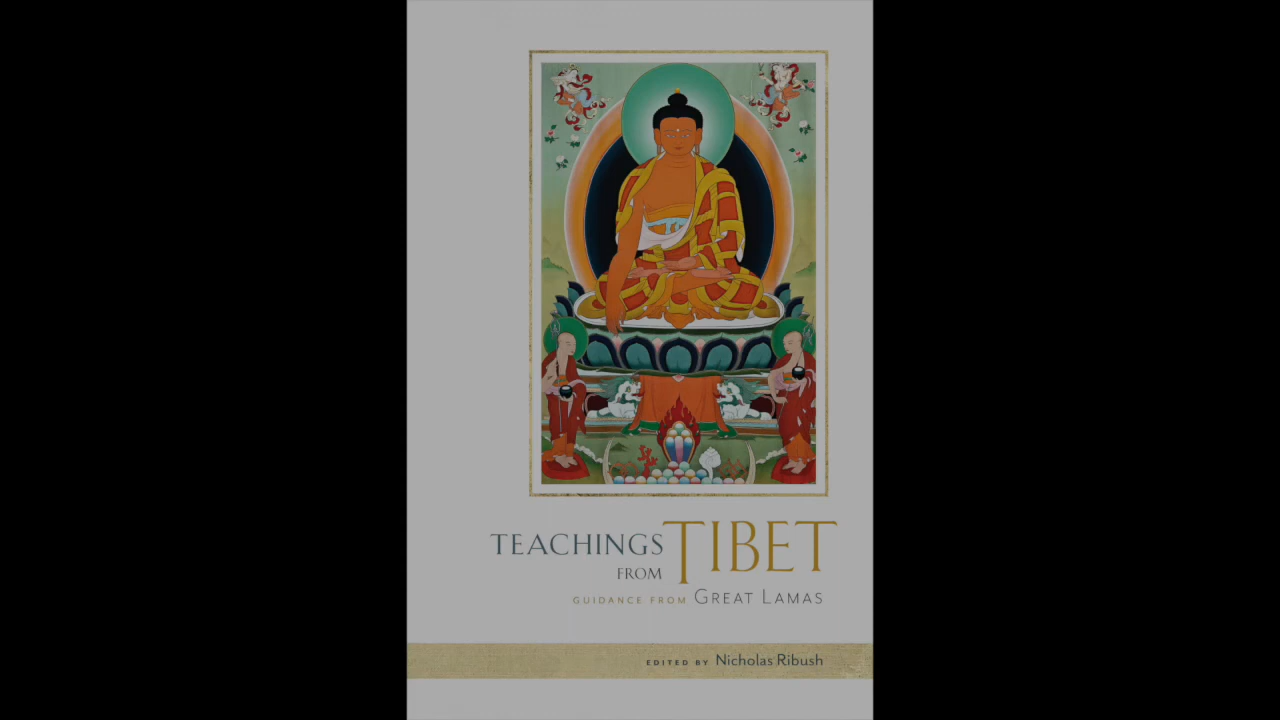 TEACHINGS FROM TIBET
GUIDANCE FROM GREAT LAMAS
EDITED BY Nicholas Ribush